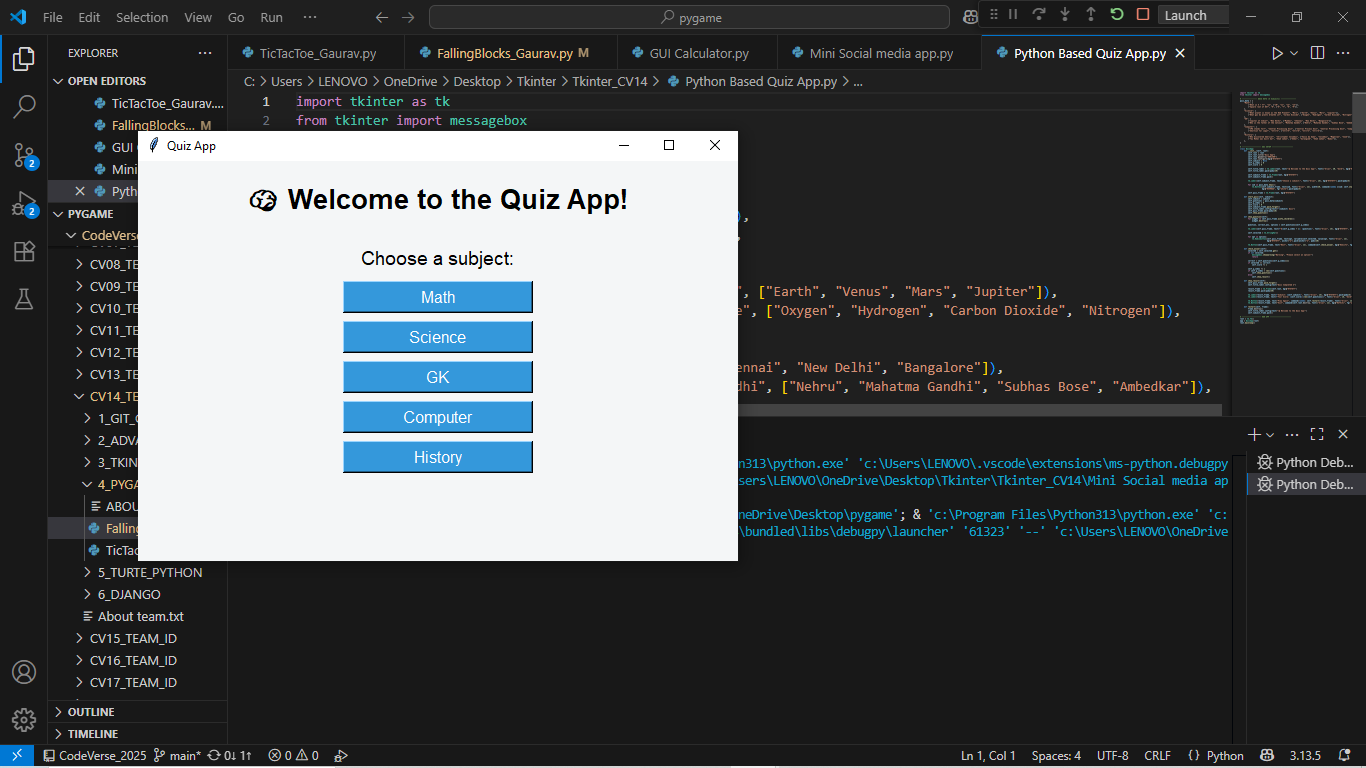 File Edit Selection View Go Run ··· pygame Launch
EXPLORER ···
TicTacToe_Gaurav.py FallingBlocks_Gaurav.py M GUI Calculator.py Mini Social media app.py Python Based Quiz App.py
OPEN EDITORS
C: > Users > LENOVO > OneDrive > Desktop > Tkinter > Tkinter_CV14 > Python Based Quiz App.py > ...
TicTacToe_Gaurav....
FallingBlocks... M
GUI
Mini
Pyth
1 import tkinter as tk
2 from tkinter import messagebox
Quiz App
Welcome to the Quiz App!
Choose a subject:
Math
Science
GK
Computer
History
),
,
", ["Earth", "Venus", "Mars", "Jupiter"]),
e", ["Oxygen", "Hydrogen", "Carbon Dioxide", "Nitrogen"]),
ennai", "New Delhi", "Bangalore"]),
dhi", ["Nehru", "Mahatma Gandhi", "Subhas Bose", "Ambedkar"]),
PYGAME
CodeVerse
CV08_TE
CV09_TE
CV10_TE
CV11_TE
CV12_TE
CV13_TE
CV14_TE
1_GIT_
2_ADVA
3_TKIN
4_PYGA
ABOU
Falling
TicTac
5_TURTE_PYTHON
6_DJANGO
About team.txt
CV15_TEAM_ID
CV16_TEAM_ID
CV17_TEAM_ID
OUTLINE
TIMELINE
n313\python.exe' 'c:\Users\LENOVO\.vscode\extensions\ms-python.debugpy
sers\LENOVO\OneDrive\Desktop\Tkinter\Tkinter_CV14\Mini Social media ap
oneDrive\Desktop\pygame'; & 'c:\Program Files\Python313\python.exe' 'c:
\bundled\libs\debugpy\launcher' '61323' '--' 'c:\Users\LENOVO\OneDrive
Python Deb...
Python Deb...
2
2
CodeVerse_2025 main* 0↓ 1↑ 0 0 Ln 1, Col 1 Spaces: 4 UTF-8 CRLF { } Python 3.13.5